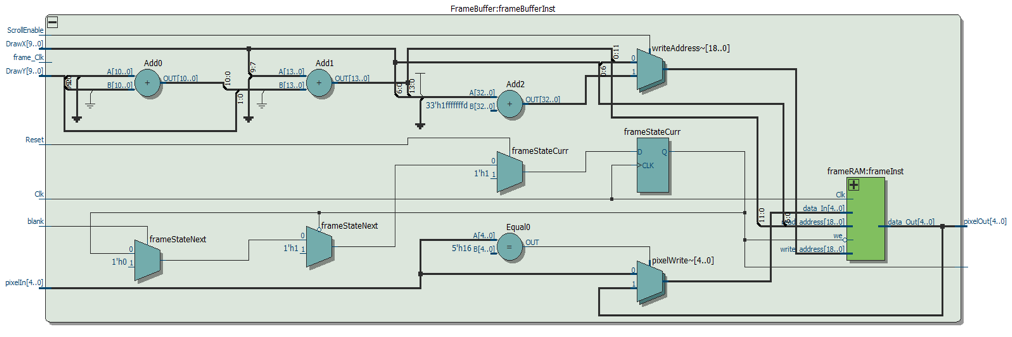 FrameBuffer:frameBufferInst
ScrollEnable
DrawX[9..0]
frame_Clk
DrawY[9..0]
Add0
A[10..0]
B[10..0]
OUT[10..0]
10:0
1:0
9:7
Add1
A[13..0]
B[13..0]
OUT[13..0]
6:0
13:0
Add2
A[32..0]
33'h1fffffffd
B[32..0]
OUT[32..0]
0:6
0:11
writeAddress~[18..0]
0
1
Reset
frameStateCurr
0
1'h1
1
frameStateCurr
D
Q
CLK
Clk
blank
frameStateNext
0
1'h0
1
frameStateNext
0
1'h1
1
Equal0
A[4..0]
5'h16
B[4..0]
OUT
pixelWrite~[4..0]
0
1
pixelIn[4..0]
11:0
frameRAM:frameInst
Clk
data_In[4..0]
read_address[18..0]
we
write_address[18..0]
data_Out[4..0]
pixelOut[4..0]